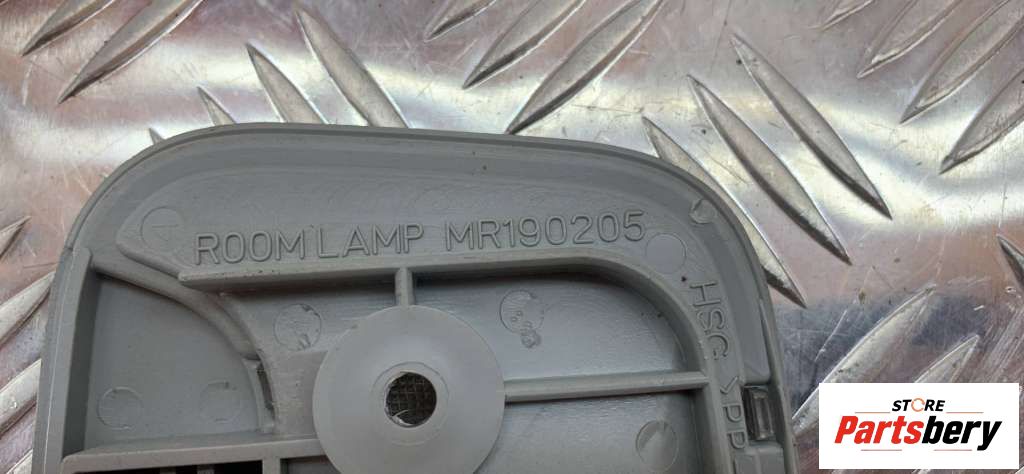 ROOM LAMP MR190205
HSG >PP
STORE
Partsbery